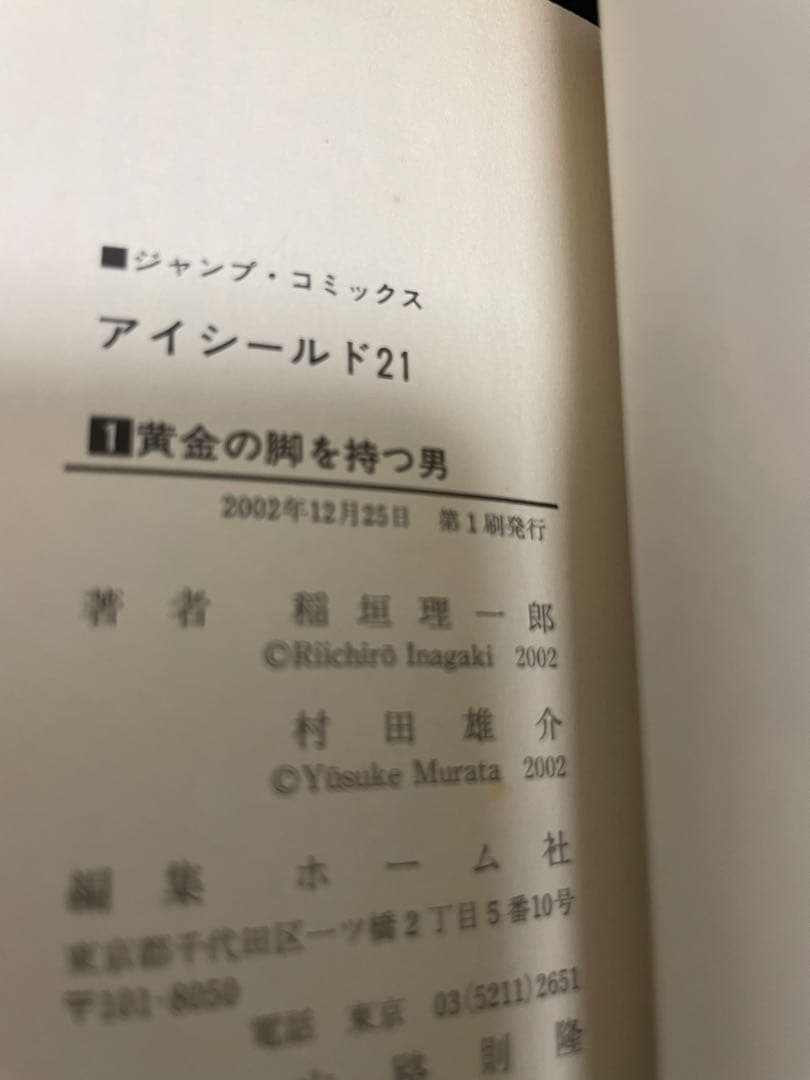 ■ジャンプ・コミックス
アイシールド21
1黄金の脚を持つ男
2002年12月25日　第1刷発行
著者　稲垣理一郎
©Riichirō Inagaki 2002
村田雄介
©Yūsuke Murata 2002
編集　ホーム社
東京都千代田区一ツ橋2丁目5番10号
〒101-8050
電話　東京　03(5211)2651
則隆